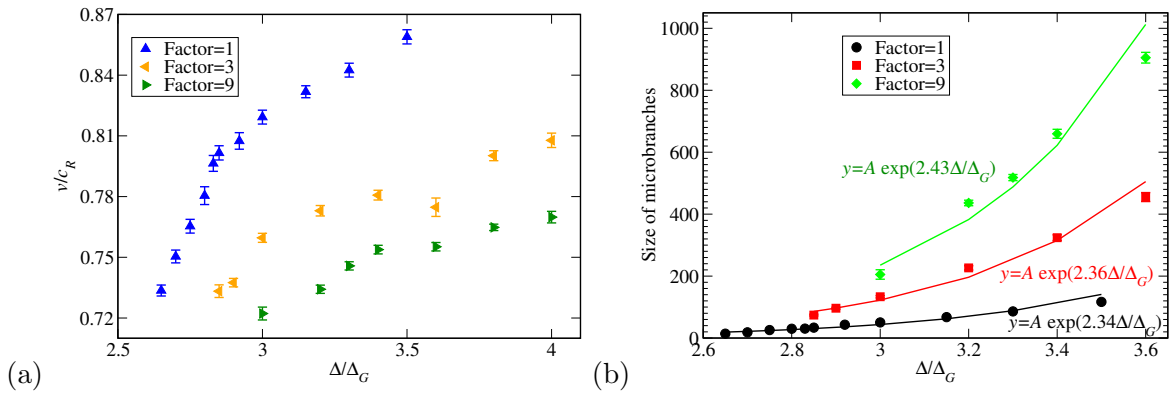 0.87
0.84
0.81
0.78
0.75
0.72
v/c_R
Factor=1
Factor=3
Factor=9
2.5
3
3.5
4
Δ/Δ_G
(a)
1000
800
600
400
200
0
Size of microbranches
Factor=1
Factor=3
Factor=9
y=A exp(2.43Δ/Δ_G)
y=A exp(2.36Δ/Δ_G)
y=A exp(2.34Δ/Δ_G)
2.6
2.8
3
3.2
3.4
3.6
Δ/Δ_G
(b)